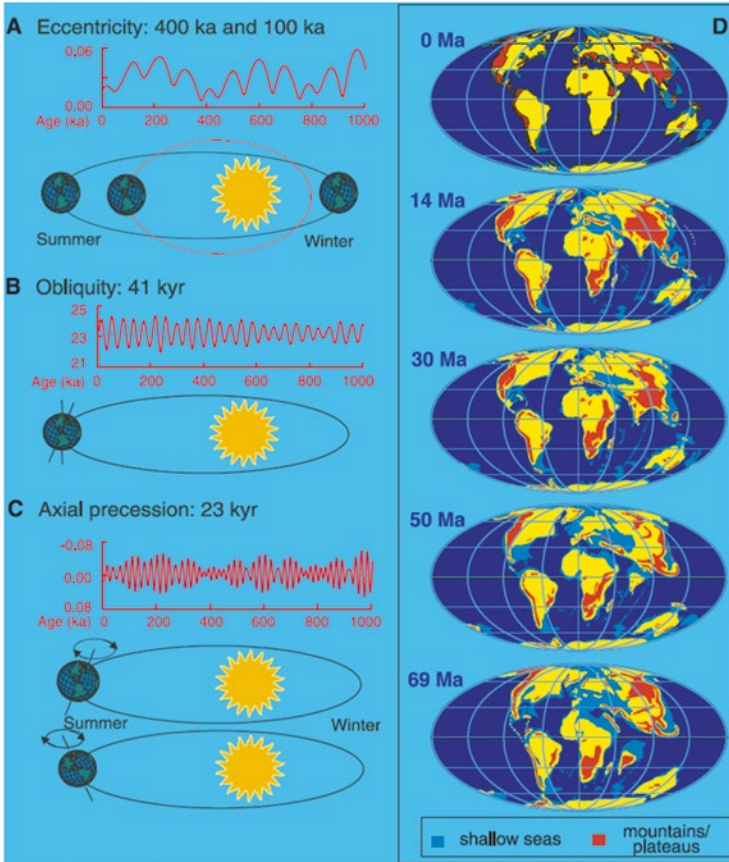 A Eccentricity: 400 ka and 100 ka
0.06
0.00
Age (ka) 0 200 400 600 800 1000
Summer Winter
B Obliquity: 41 kyr
25
23
21
Age (ka) 0 200 400 600 800 1000
C Axial precession: 23 kyr
-0.08
0.00
0.08
Age (ka) 0 200 400 600 800 1000
Summer Winter
D
0 Ma
14 Ma
30 Ma
50 Ma
69 Ma
shallow seas
mountains/
plateaus